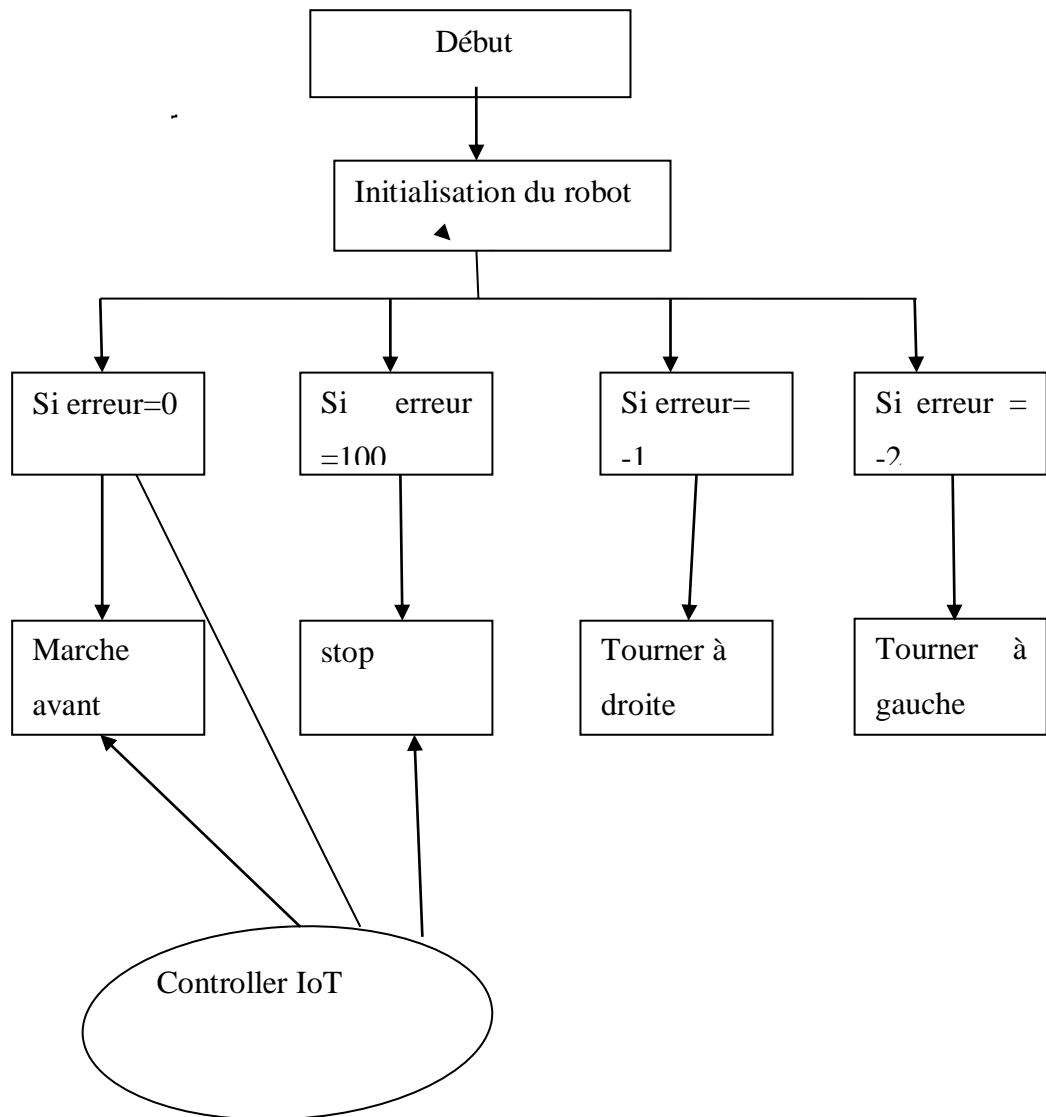 Début
Initialisation du robot
Si erreur=0
Si erreur
=100
Si erreur=
-1
Si erreur =
-2
Marche
avant
stop
Tourner à
droite
Tourner à
gauche
Controller IoT